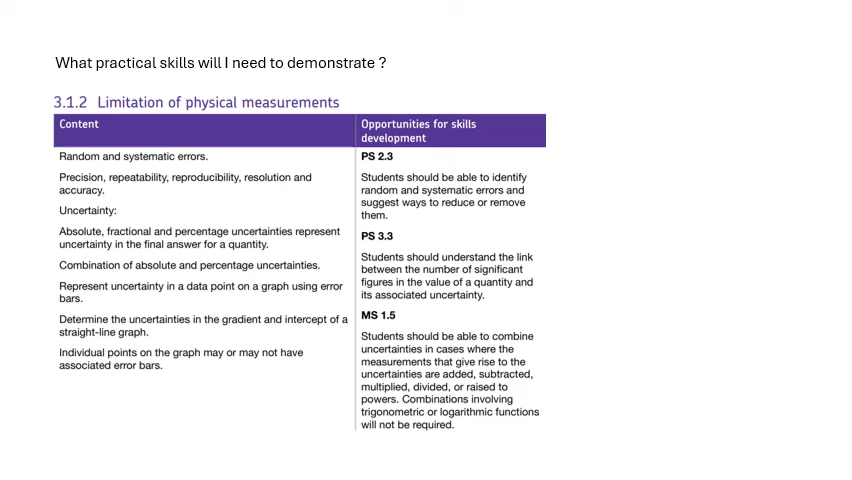 What practical skills will I need to demonstrate ?
3.1.2 Limitation of physical measurements
Content
Opportunities for skills
development
Random and systematic errors.
Precision, repeatability, reproducibility, resolution and
accuracy.
Uncertainty:
Absolute, fractional and percentage uncertainties represent
uncertainty in the final answer for a quantity.
Combination of absolute and percentage uncertainties.
Represent uncertainty in a data point on a graph using error
bars.
Determine the uncertainties in the gradient and intercept of a
straight-line graph.
Individual points on the graph may or may not have
associated error bars.
PS 2.3
Students should be able to identify
random and systematic errors and
suggest ways to reduce or remove
them.
PS 3.3
Students should understand the link
between the number of significant
figures in the value of a quantity and
its associated uncertainty.
MS 1.5
Students should be able to combine
uncertainties in cases where the
measurements that give rise to the
uncertainties are added, subtracted,
multiplied, divided, or raised to
powers. Combinations involving
trigonometric or logarithmic functions
will not be required.